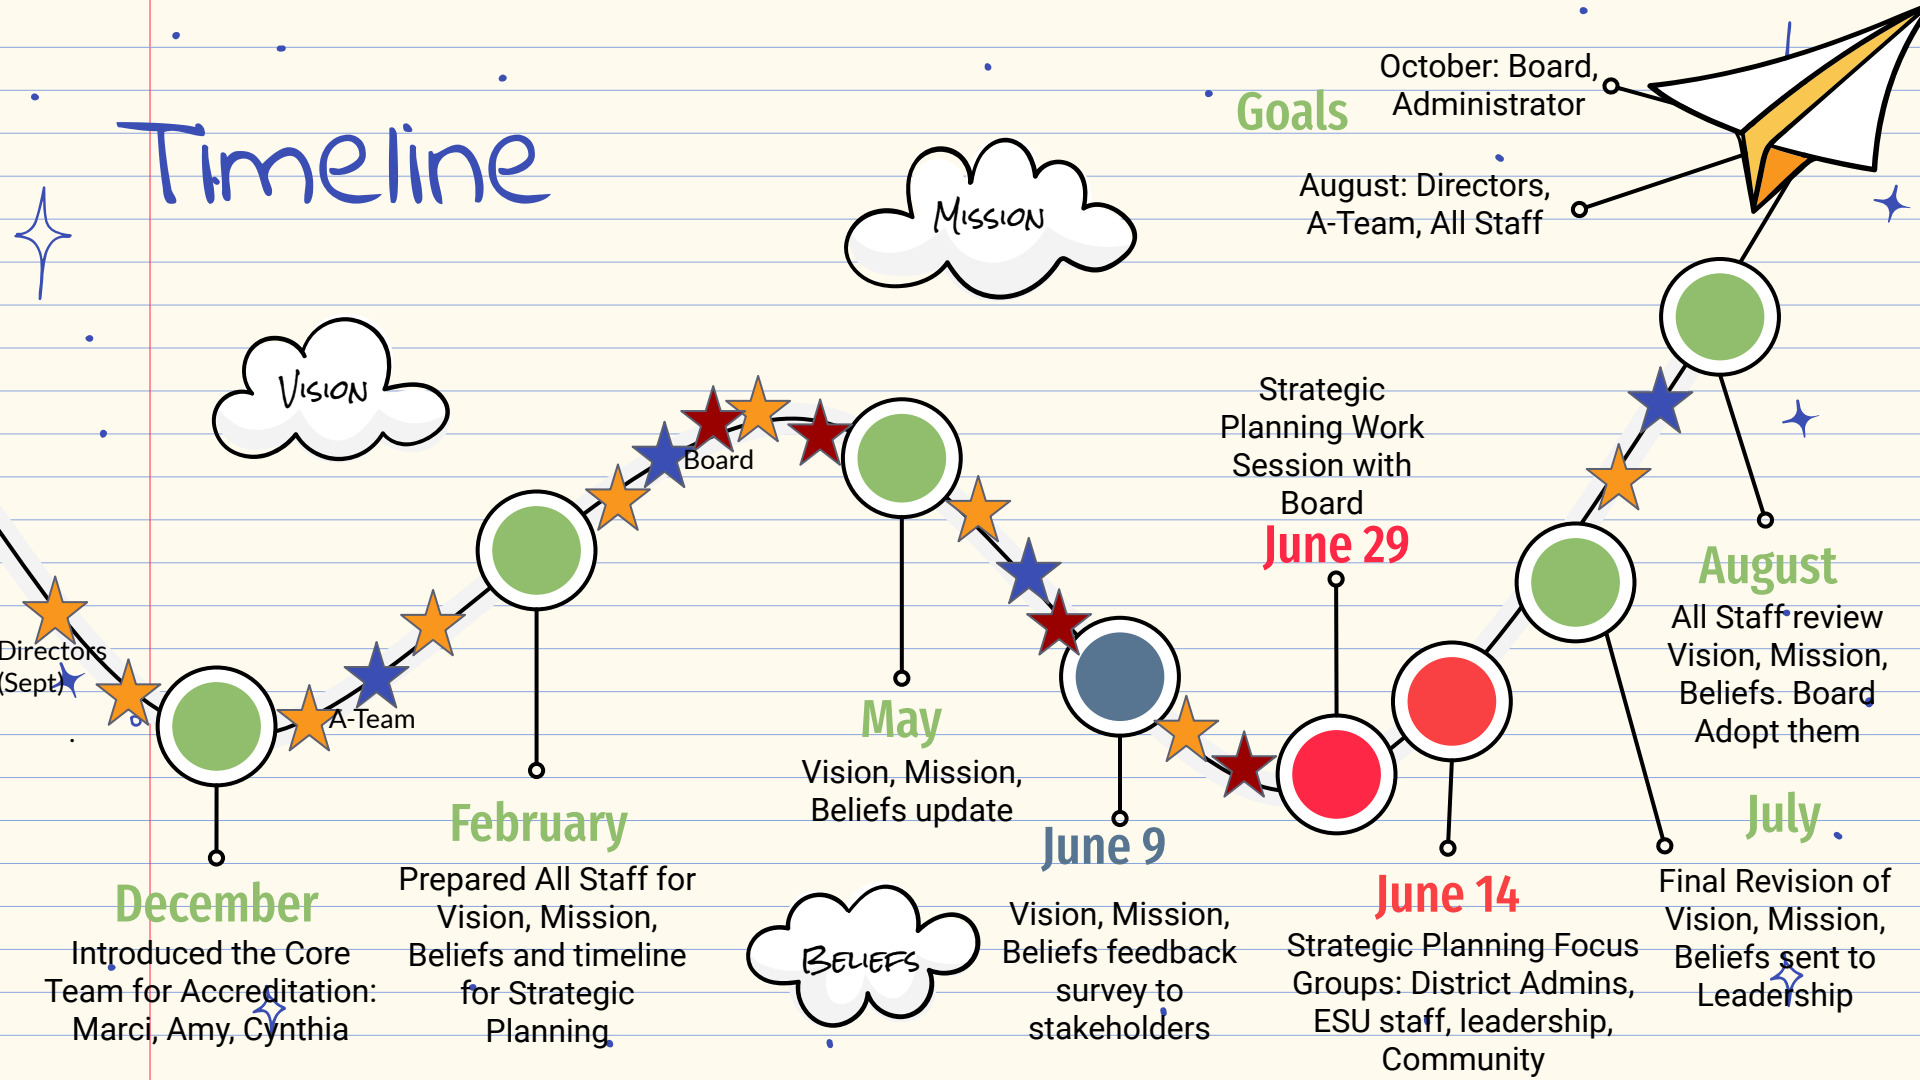 Timeline
Goals
October: Board,
Administrator
August: Directors,
A-Team, All Staff
Mission
Vision
Board
Directors
(Sept)
A-Team
December
Introduced the Core
Team for Accreditation:
Marci, Amy, Cynthia
February
Prepared All Staff for
Vision, Mission,
Beliefs and timeline
for Strategic
Planning
May
Vision, Mission,
Beliefs update
Beliefs
June 9
Vision, Mission,
Beliefs feedback
survey to
stakeholders
Strategic
Planning Work
Session with
Board
June 29
June 14
Strategic Planning Focus
Groups: District Admins,
ESU staff, leadership,
Community
July
Final Revision of
Vision, Mission,
Beliefs sent to
Leadership
August
All Staff review
Vision, Mission,
Beliefs. Board
Adopt them